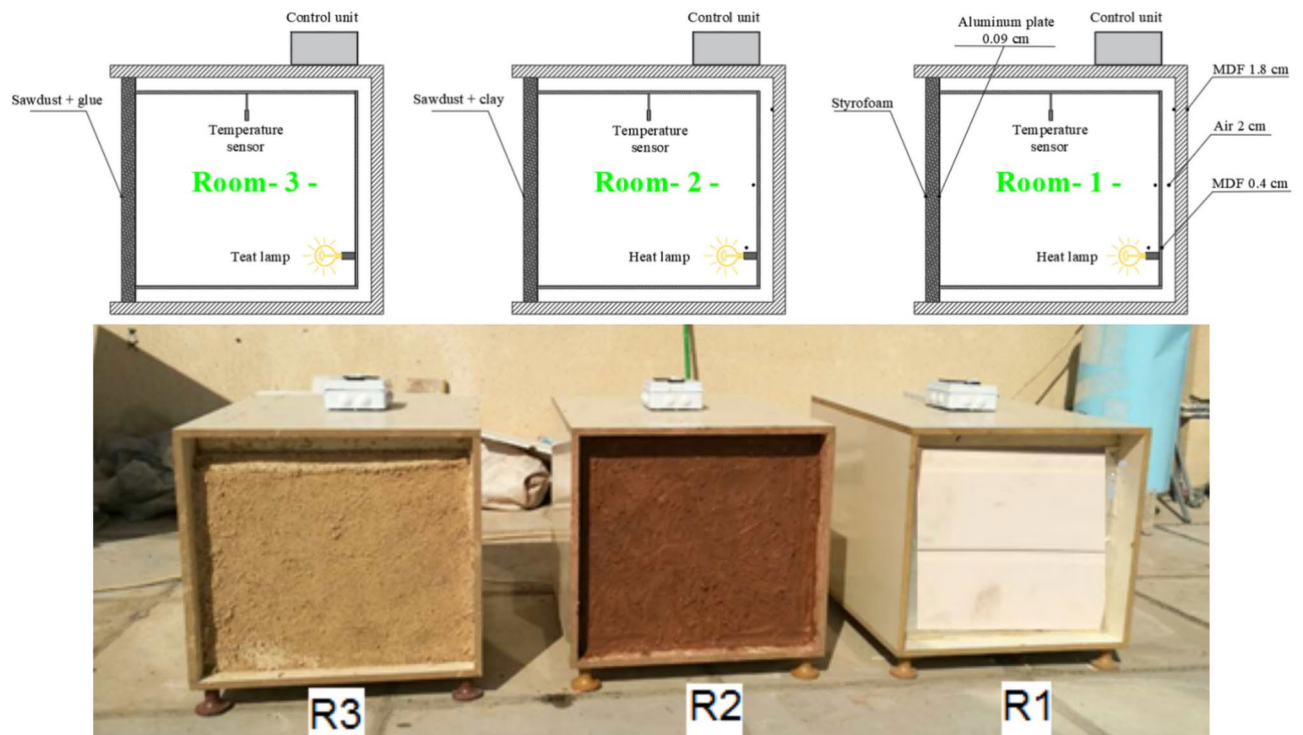 Control unit
Sawdust + glue
Temperature
sensor
Room- 3 -
Teat lamp
Control unit
Sawdust + clay
Temperature
sensor
Room- 2 -
Heat lamp
Aluminum plate
0.09 cm
Control unit
Styrofoam
MDF 1.8 cm
Temperature
sensor
Air 2 cm
Room- 1 -
MDF 0.4 cm
Heat lamp
R3
R2
R1